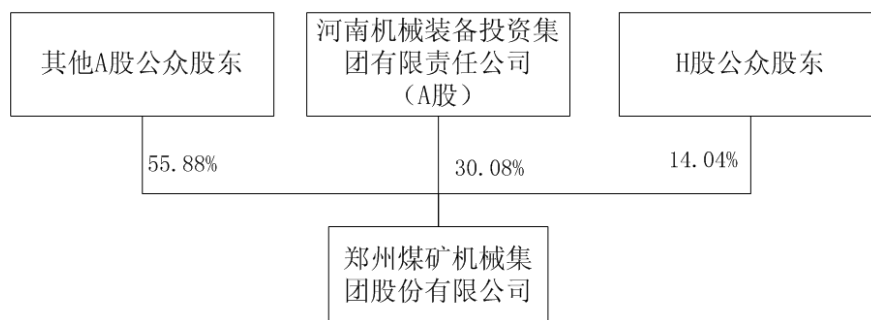 其他A股公众股东
河南机械装备投资集
团有限责任公司
（A股）
H股公众股东
55.88%
30.08%
14.04%
郑州煤矿机械集
团股份有限公司